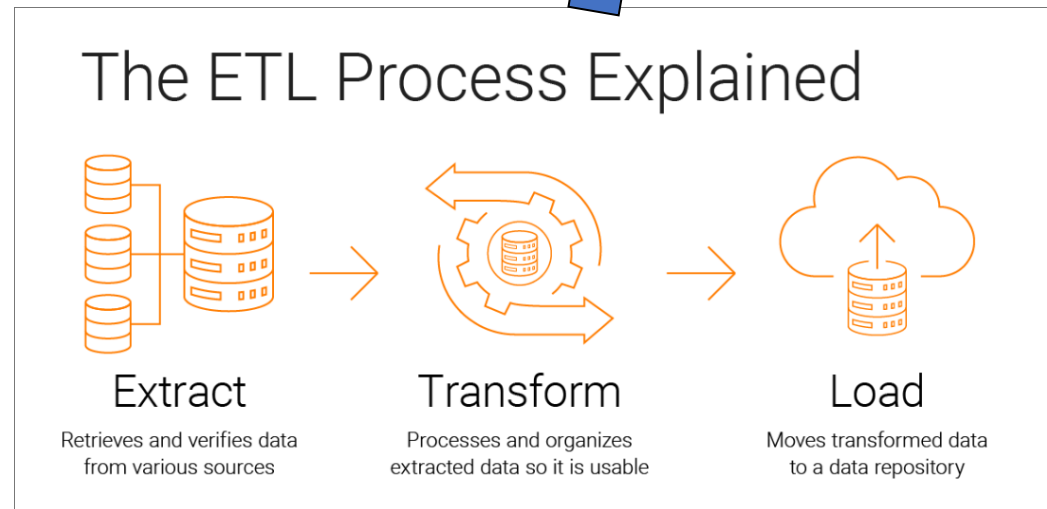 The ETL Process Explained
Extract
Retrieves and verifies data
from various sources
Transform
Processes and organizes
extracted data so it is usable
Load
Moves transformed data
to a data repository